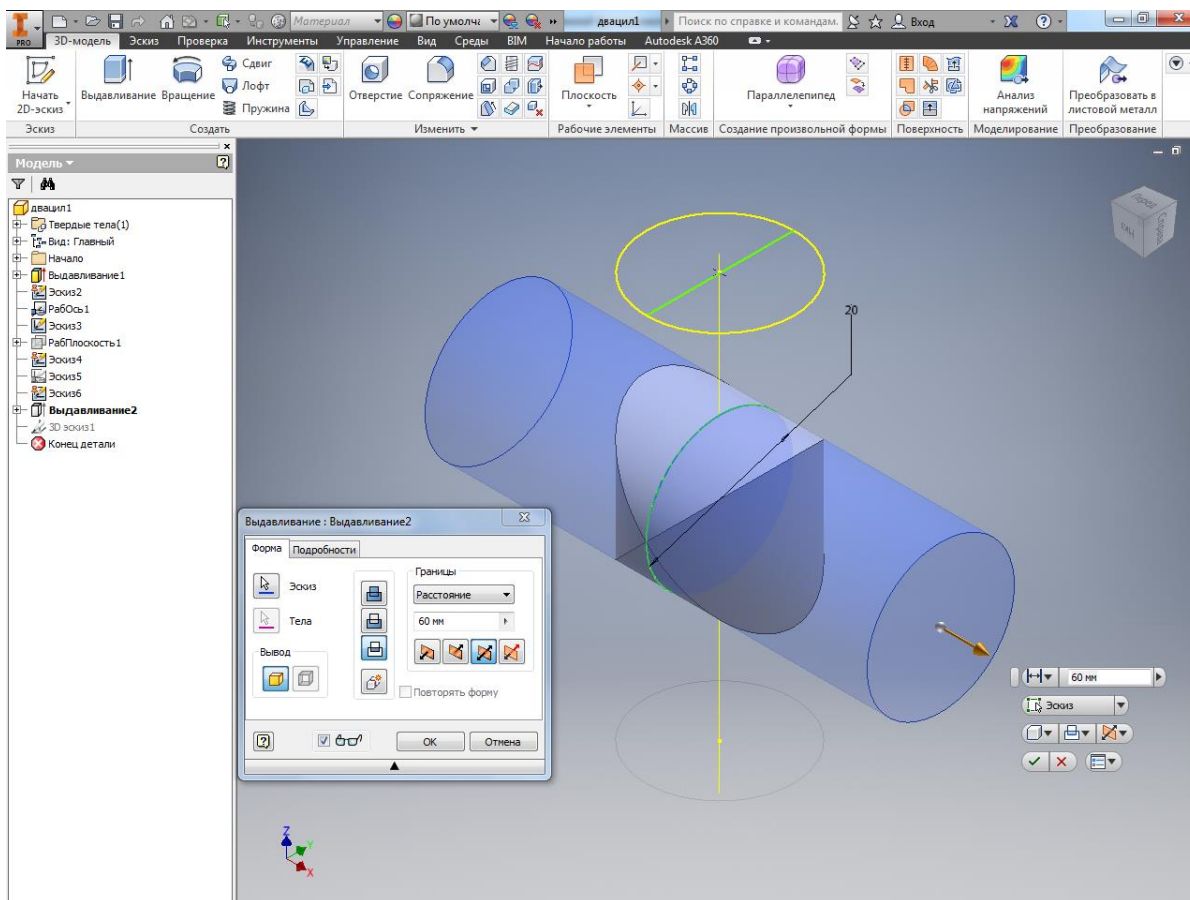 Материал По умолча двацил1 Поиск по справке и командам. Вход
PRO 3D-модель Эскиз Проверка Инструменты Управление Вид Среды BIM Начало работы Autodesk A360
Начать 2D-эскиз
Выдавливание Вращение
Сдвиг
Лофт
Пружина
Отверстие Сопряжение
Плоскость
Параллелепипед
Анализ напряжений
Преобразовать в листовой металл
Эскиз Создать Изменить Рабочие элементы Массив Создание произвольной формы Поверхность Моделирование Преобразование
Модель
двацил1
Твердые тела(1)
Вид: Главный
Начало
Выдавливание1
Эскиз2
РабОсь1
Эскиз3
РабПлоскость1
Эскиз4
Эскиз5
Эскиз6
Выдавливание2
3D эскиз1
Конец детали
20
Выдавливание : Выдавливание2
Форма Подробности
Эскиз
Тела
Вывод
Границы
Расстояние
60 мм
Повторять форму
ОК Отмена
60 мм
Эскиз
Z
Y
X